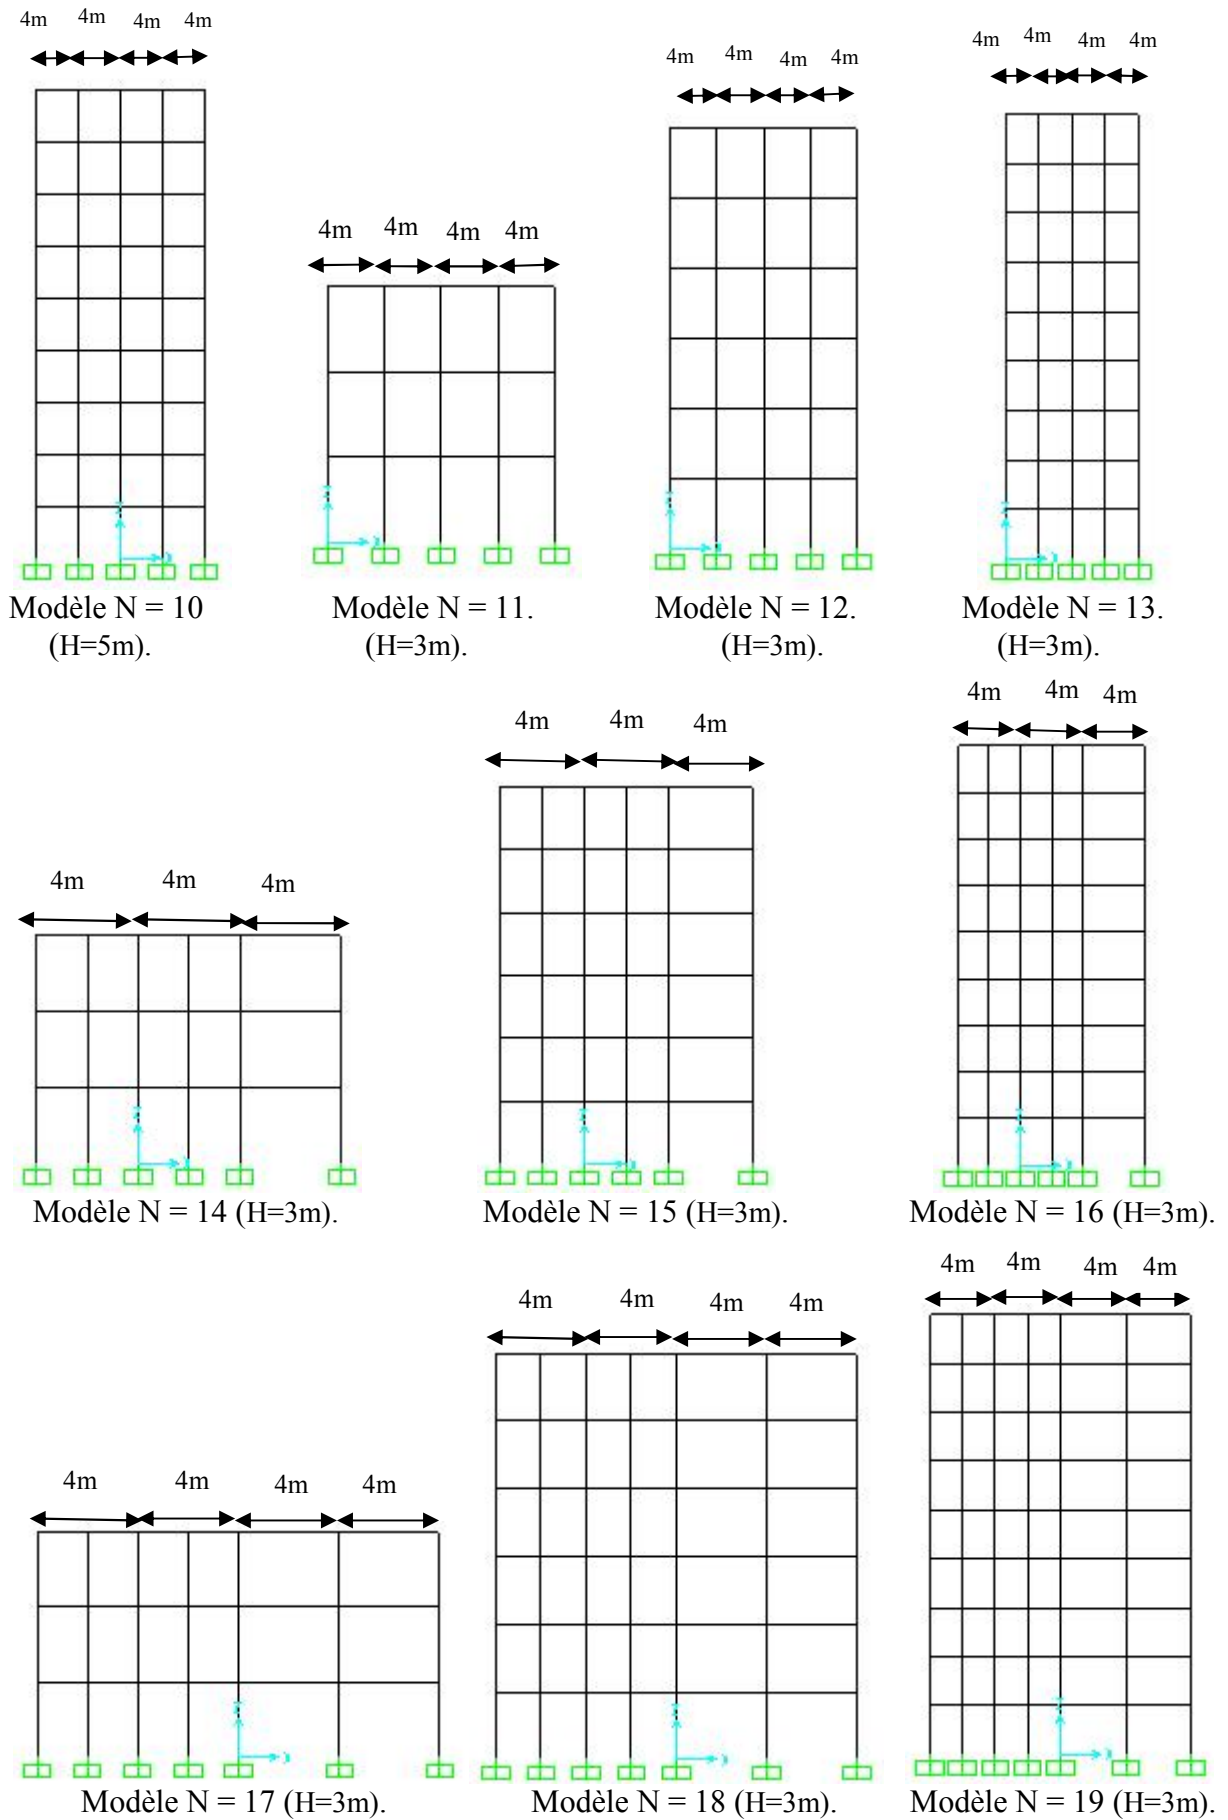 4m 4m 4m 4m
4m 4m 4m 4m
4m 4m 4m 4m
4m 4m 4m 4m
Modèle N = 10
(H=5m).
Modèle N = 11.
(H=3m).
Modèle N = 12.
(H=3m).
Modèle N = 13.
(H=3m).
4m 4m 4m
4m 4m 4m
4m 4m 4m
Modèle N = 14 (H=3m).
Modèle N = 15 (H=3m).
Modèle N = 16 (H=3m).
4m 4m 4m 4m
4m 4m 4m 4m
4m 4m 4m 4m
Modèle N = 17 (H=3m).
Modèle N = 18 (H=3m).
Modèle N = 19 (H=3m).